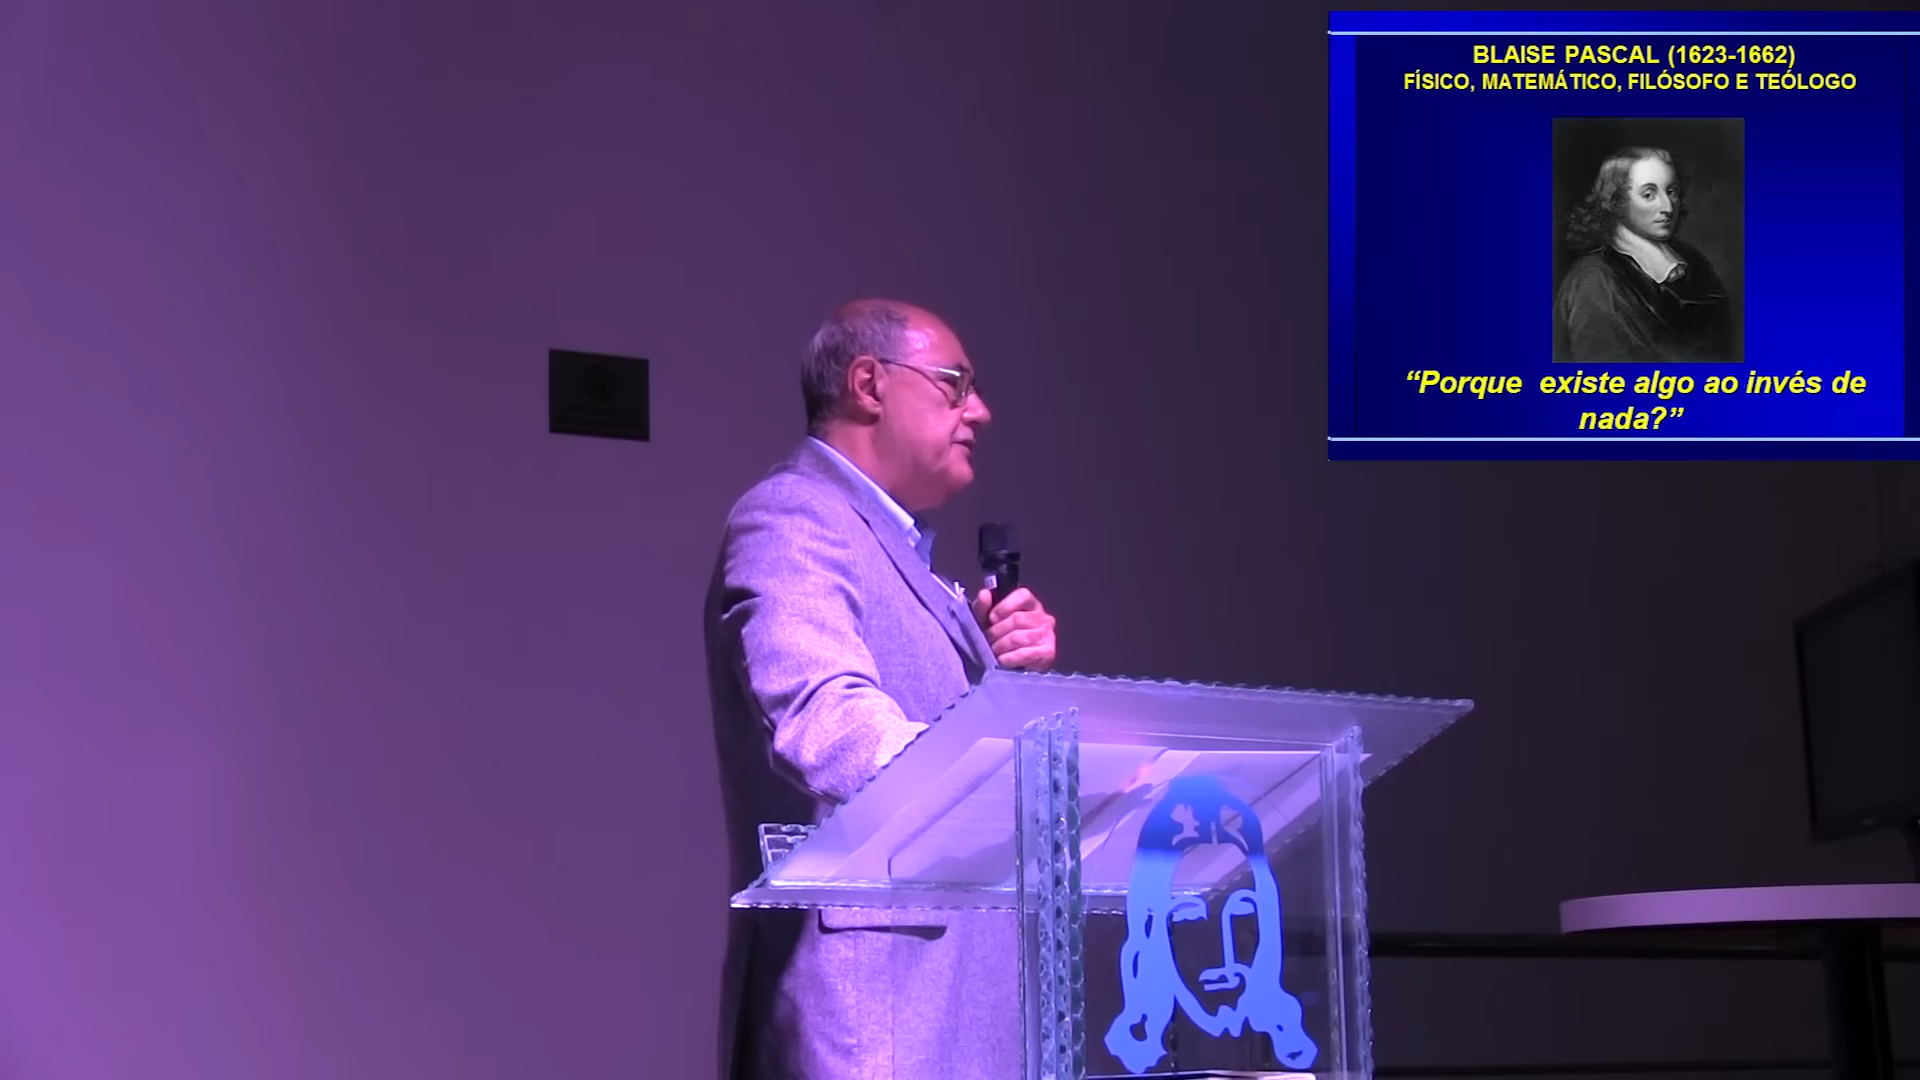 BLAISE PASCAL (1623-1662)
FÍSICO, MATEMÁTICO, FILÓSOFO E TEÓLOGO
“Porque existe algo ao invés de
nada?”